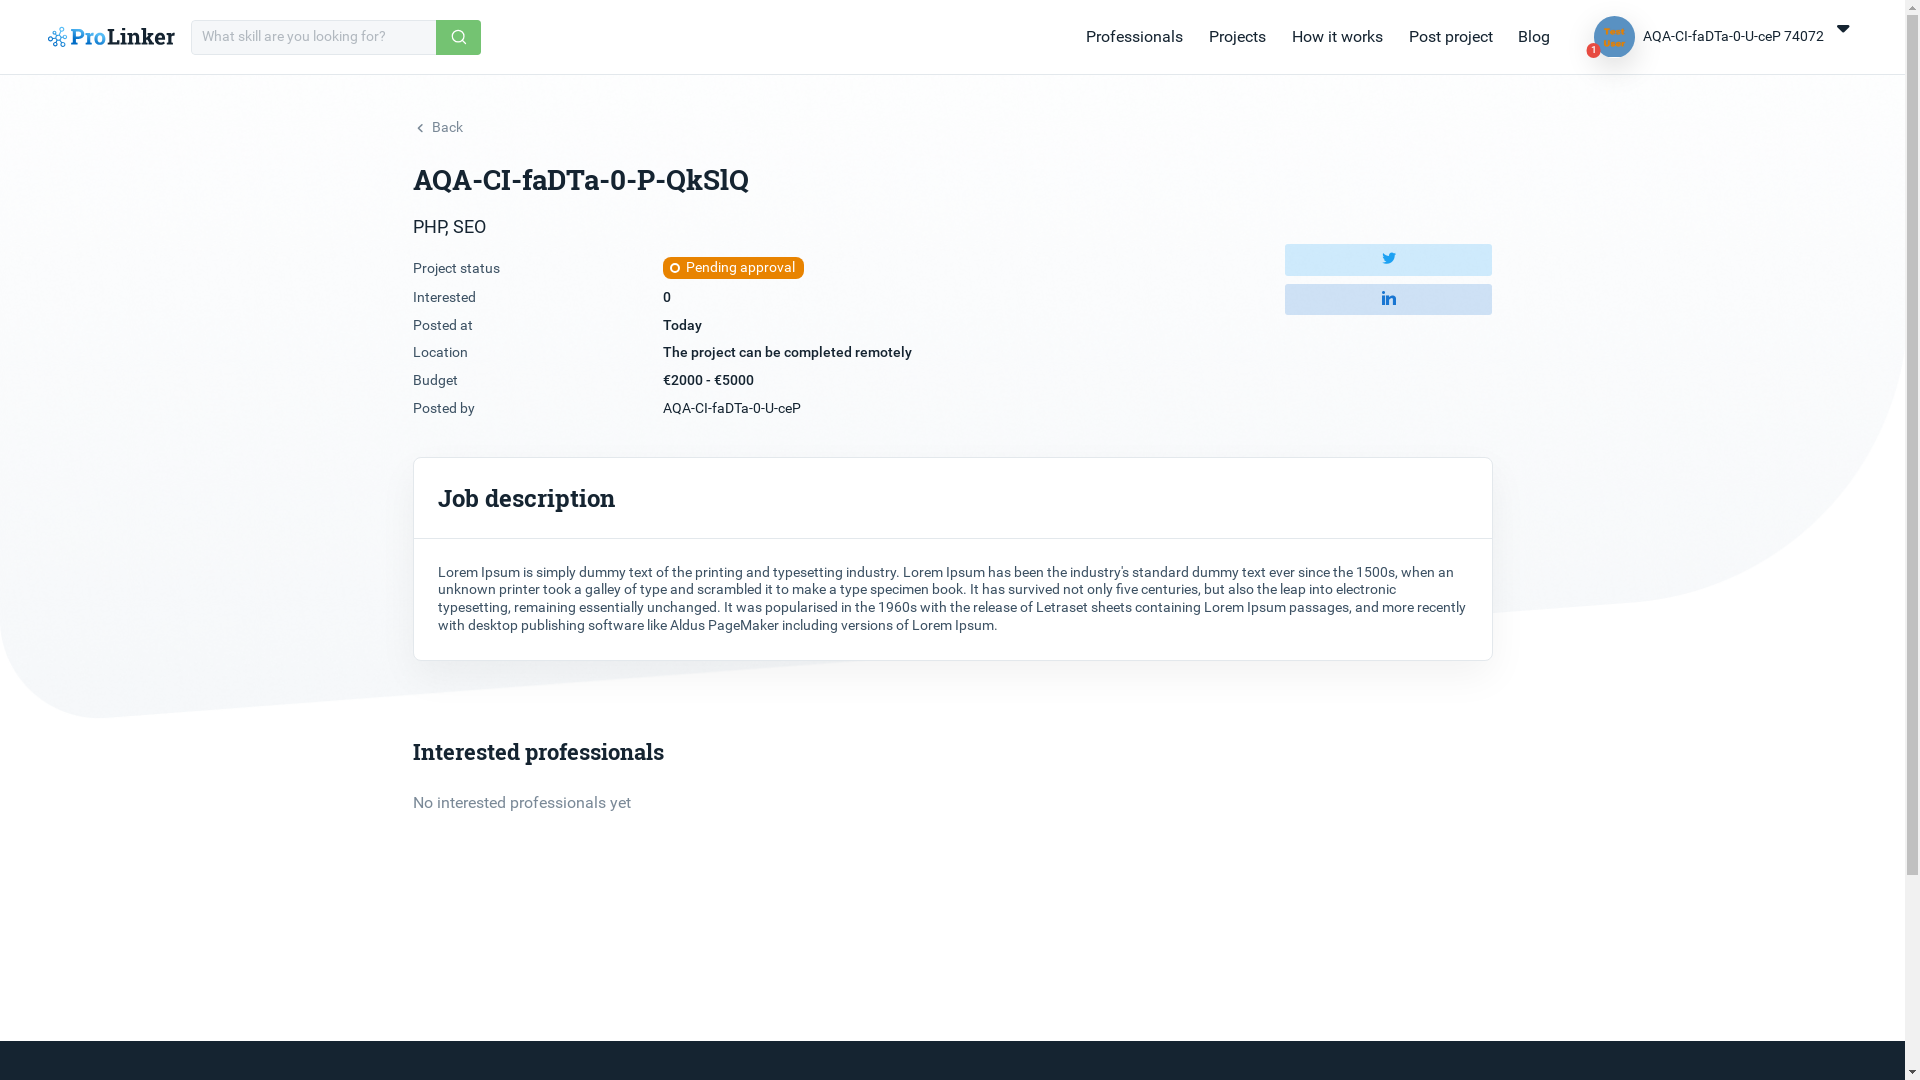 ProLinker
What skill are you looking for?
Professionals
Projects
How it works
Post project
Blog
Test
User
1
AQA-CI-faDTa-0-U-ceP 74072
Back
AQA-CI-faDTa-0-P-QkSlQ
PHP, SEO
Project status
Pending approval
Interested
0
Posted at
Today
Location
The project can be completed remotely
Budget
€2000 - €5000
Posted by
AQA-CI-faDTa-0-U-ceP
Job description
Lorem Ipsum is simply dummy text of the printing and typesetting industry. Lorem Ipsum has been the industry's standard dummy text ever since the 1500s, when an
unknown printer took a galley of type and scrambled it to make a type specimen book. It has survived not only five centuries, but also the leap into electronic
typesetting, remaining essentially unchanged. It was popularised in the 1960s with the release of Letraset sheets containing Lorem Ipsum passages, and more recently
with desktop publishing software like Aldus PageMaker including versions of Lorem Ipsum.
Interested professionals
No interested professionals yet